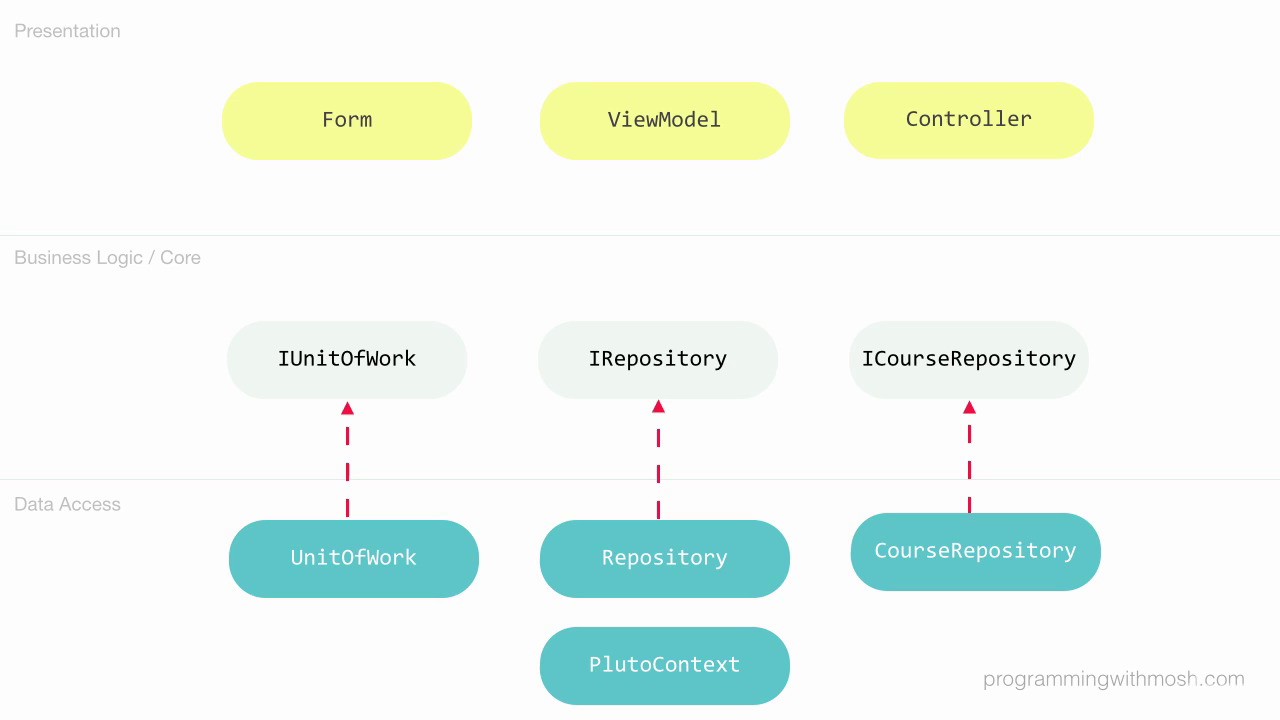 Presentation
Form
ViewModel
Controller
Business Logic / Core
IUnitOfWork
IRepository
ICourseRepository
Data Access
UnitOfWork
Repository
CourseRepository
PlutoContext
programmingwithmosh.com